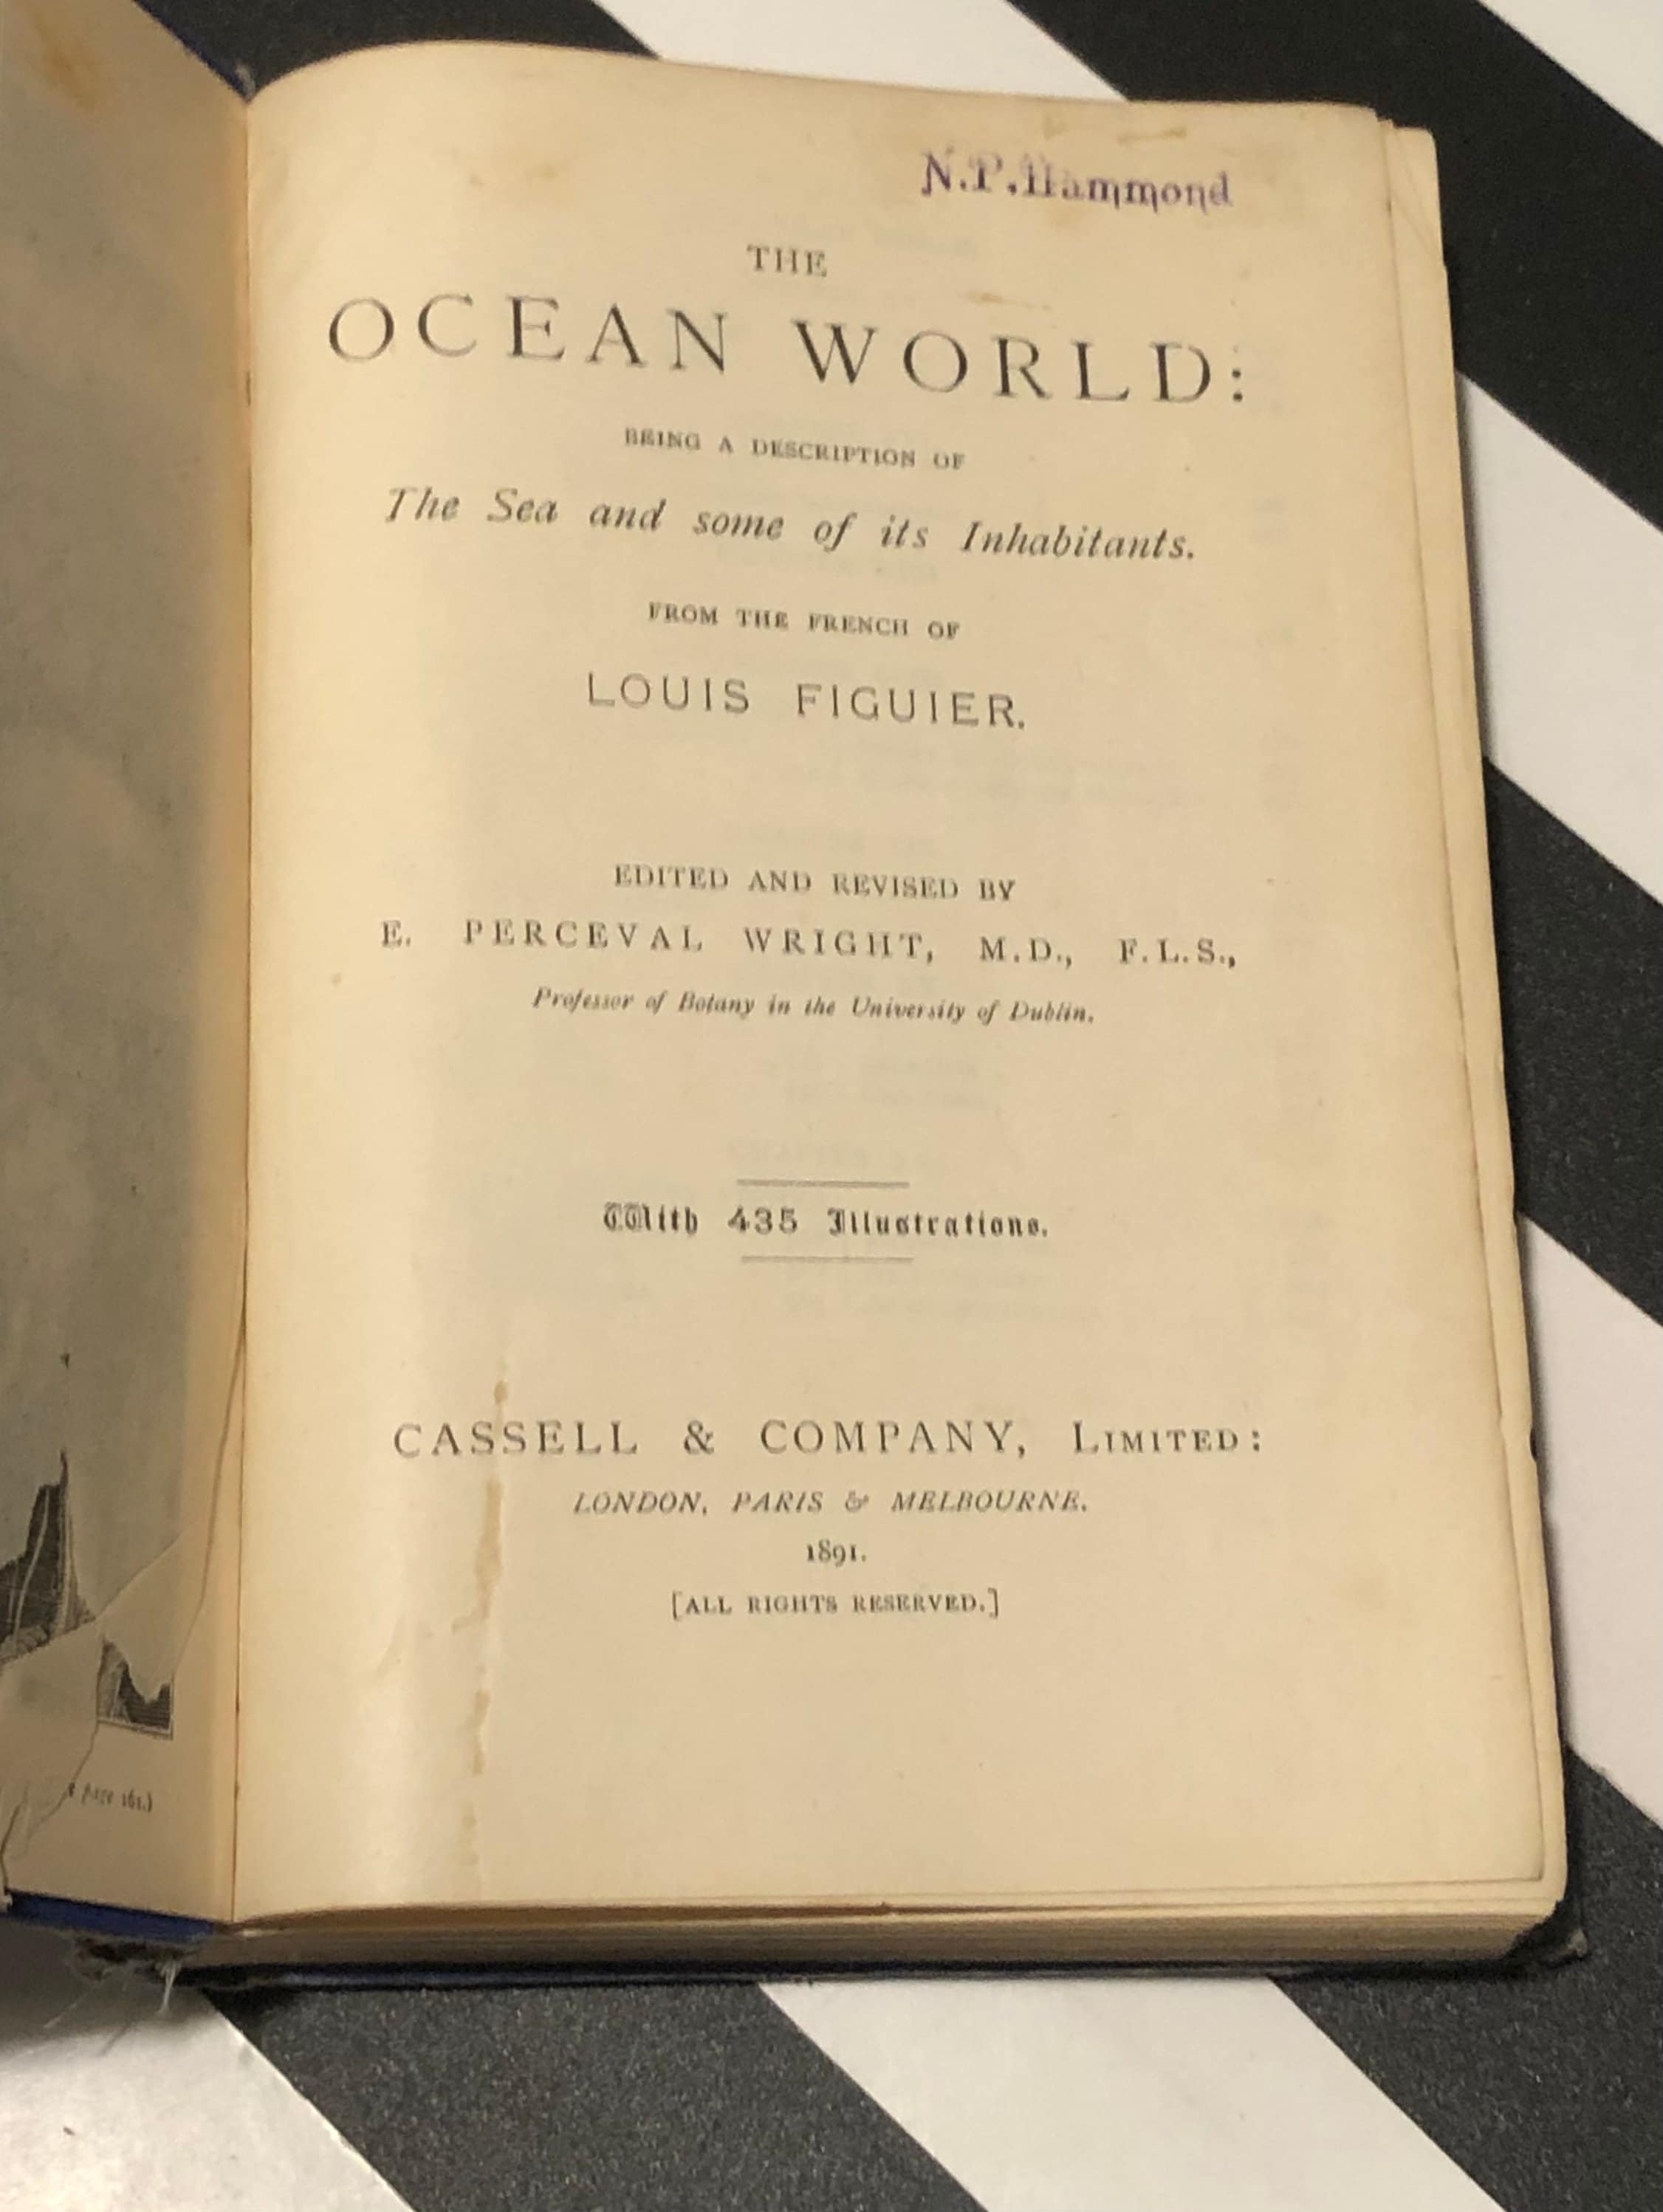 N.P. Hammond
THE
OCEAN WORLD:
BEING A DESCRIPTION OF
The Sea and some of its Inhabitants.
FROM THE FRENCH OF
LOUIS FIGUIER.
EDITED AND REVISED BY
E. PERCEVAL WRIGHT, M.D., F.L.S.,
Professor of Botany in the University of Dublin.
With 435 Illustrations.
CASSELL & COMPANY, LIMITED:
LONDON, PARIS & MELBOURNE.
1891.
[ALL RIGHTS RESERVED.]
page 161.)